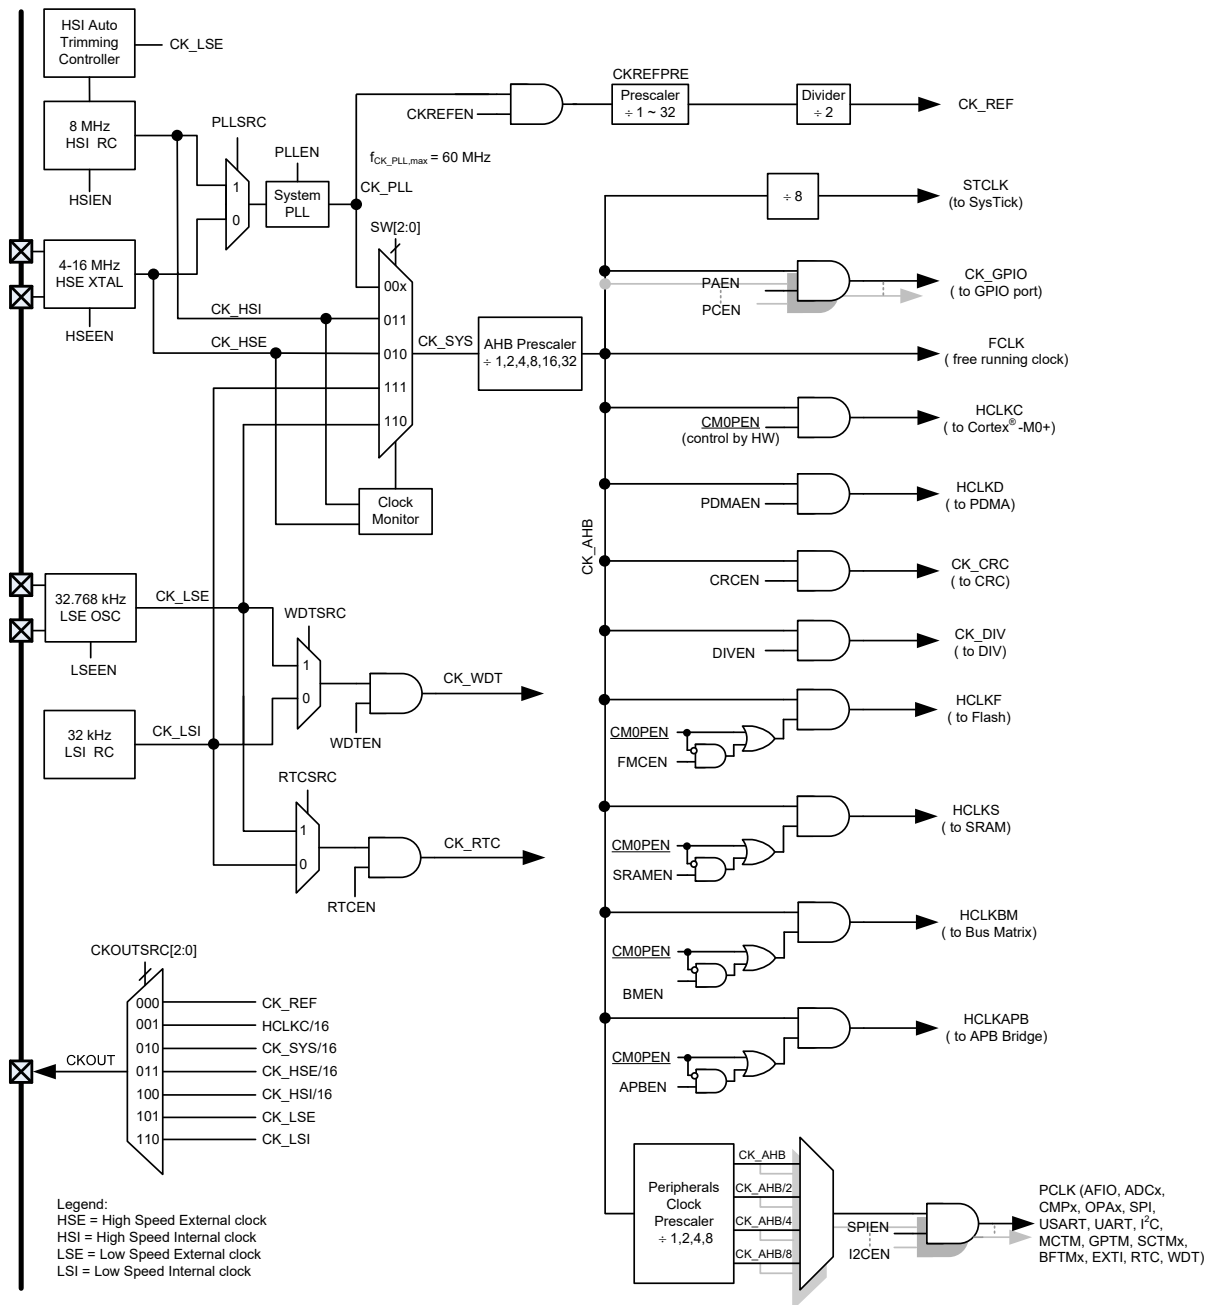 HSI Auto
Trimming
Controller
CK_LSE
8 MHz
HSI RC
HSIEN
PLLSRC
1
0
PLLEN
System
PLL
fCK_PLL,max = 60 MHz
CK_PLL
CKREFEN
CKREFPRE
Prescaler
÷ 1 ~ 32
Divider
÷ 2
CK_REF
4-16 MHz
HSE XTAL
HSEEN
SW[2:0]
00x
011
010
111
110
CK_HSI
CK_HSE
CK_SYS
AHB Prescaler
÷ 1,2,4,8,16,32
Clock
Monitor
÷ 8
STCLK
(to SysTick)
PAEN
PCEN
CK_GPIO
( to GPIO port)
FCLK
( free running clock)
CM0PEN
(control by HW)
HCLKC
( to Cortex®-M0+)
PDMAEN
HCLKD
( to PDMA)
CK_AHB
CRCEN
CK_CRC
( to CRC)
DIVEN
CK_DIV
( to DIV)
CM0PEN
FMCEN
HCLKF
( to Flash)
CM0PEN
SRAMEN
HCLKS
( to SRAM)
CM0PEN
BMEN
HCLKBM
( to Bus Matrix)
CM0PEN
APBEN
HCLKAPB
( to APB Bridge)
32.768 kHz
LSE OSC
LSEEN
CK_LSE
WDTSRC
1
0
WDTEN
CK_WDT
32 kHz
LSI RC
CK_LSI
RTCSRC
1
0
RTCEN
CK_RTC
CKOUTSRC[2:0]
CKOUT
000 CK_REF
001 HCLKC/16
010 CK_SYS/16
011 CK_HSE/16
100 CK_HSI/16
101 CK_LSE
110 CK_LSI
Peripherals
Clock
Prescaler
÷ 1,2,4,8
CK_AHB
CK_AHB/2
CK_AHB/4
CK_AHB/8
SPIEN
I2CEN
PCLK (AFIO, ADCx,
CMPx, OPAx, SPI,
USART, UART, I²C,
MCTM, GPTM, SCTMx,
BFTMx, EXTI, RTC, WDT)
Legend:
HSE = High Speed External clock
HSI = High Speed Internal clock
LSE = Low Speed External clock
LSI = Low Speed Internal clock